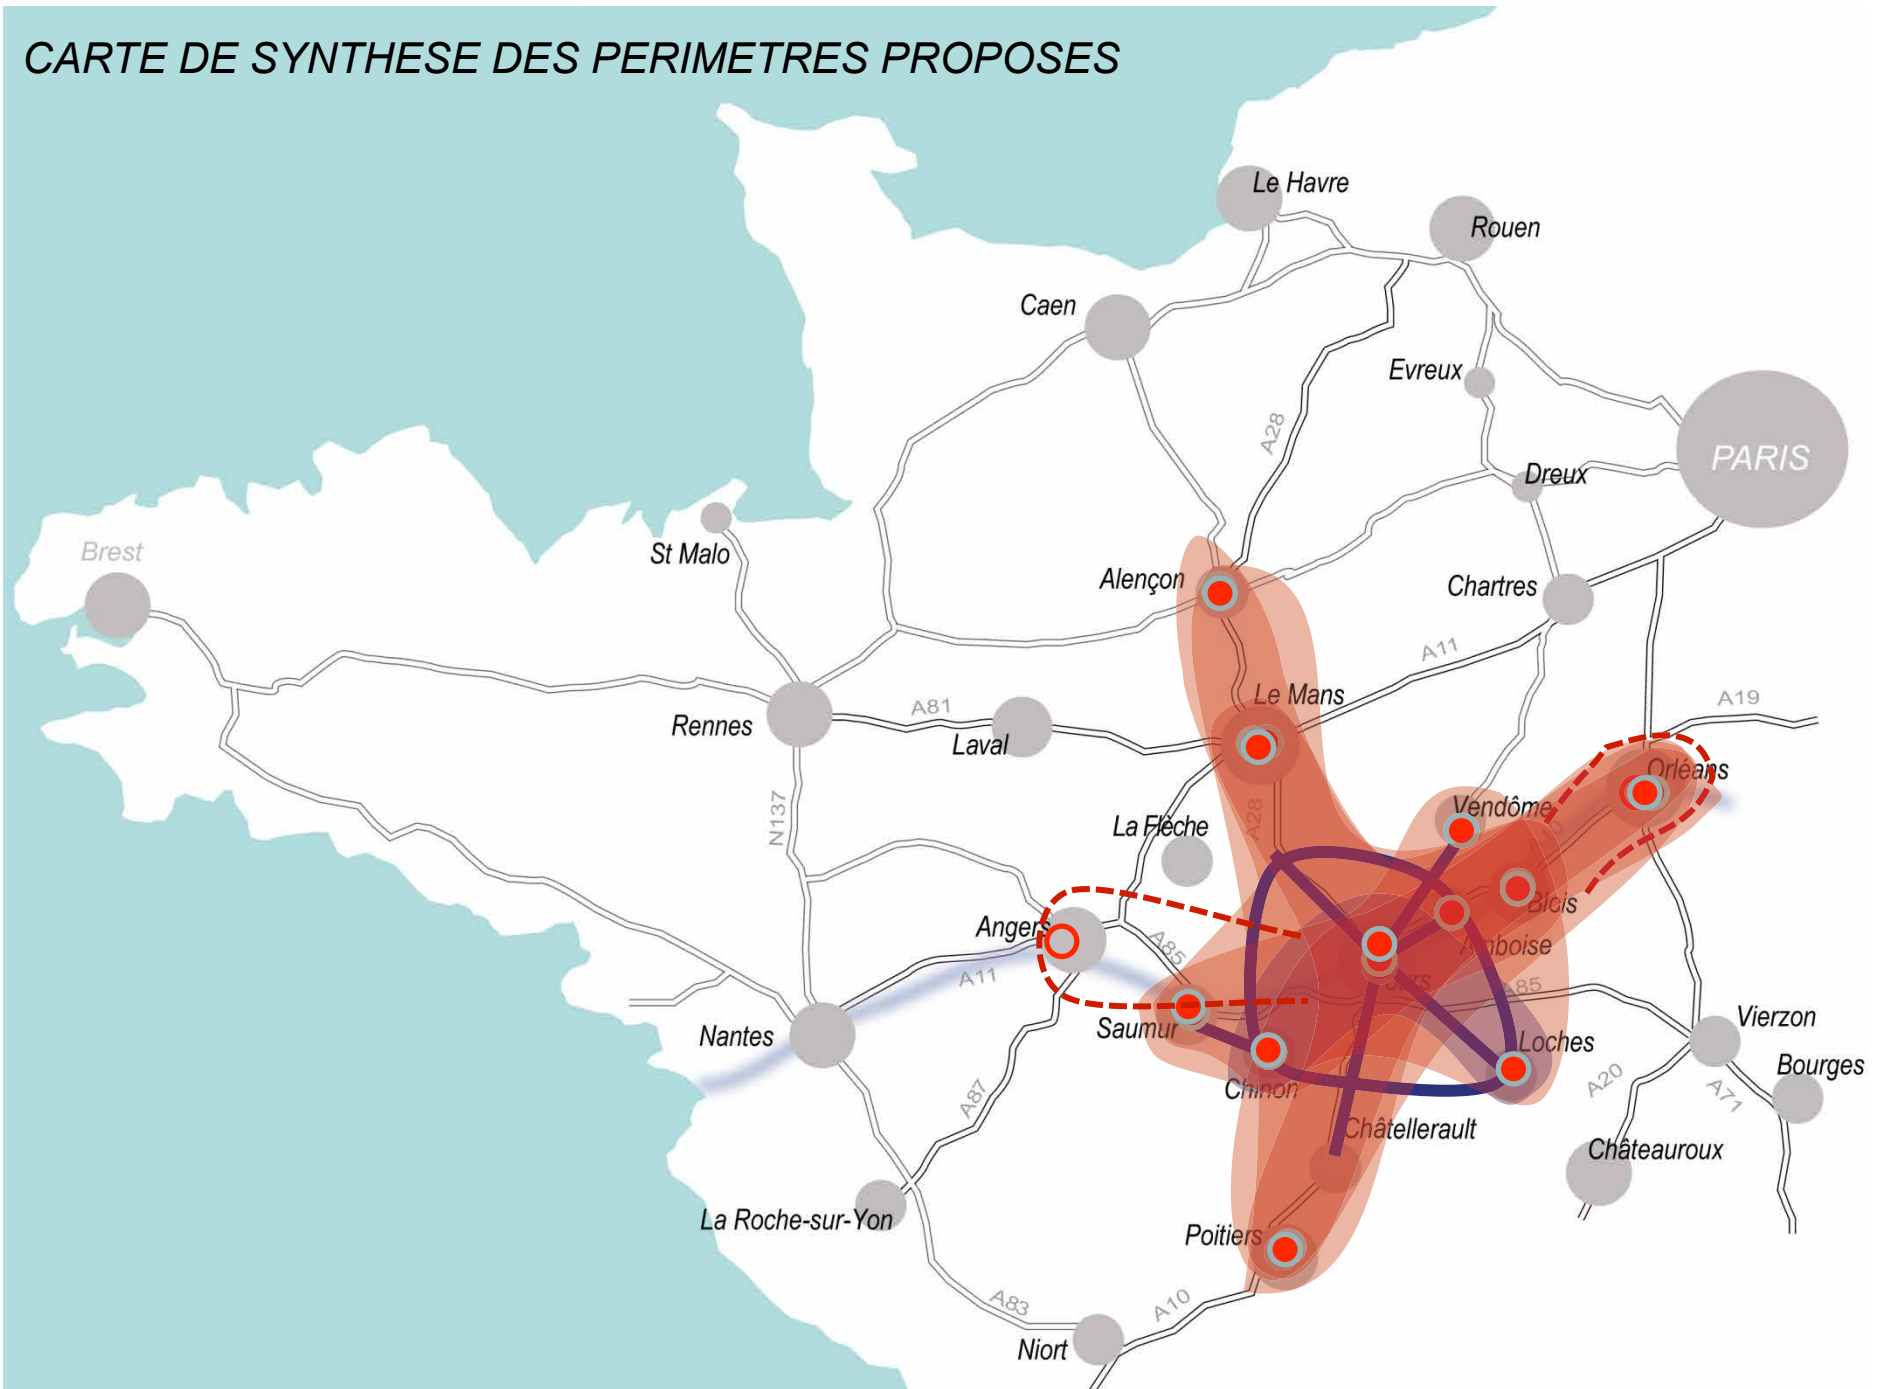 CARTE DE SYNTHESE DES PERIMETRES PROPOSES
Le Havre
Rouen
Caen
Evreux
A28
PARIS
Dreux
Brest
St Malo
Alençon
Chartres
A11
Le Mans
A19
A81
Rennes
Laval
Orléans
N137
A28
Vendôme
La Flèche
A10
Blois
Angers
A85
Amboise
A11
Tours
A85
Saumur
Nantes
Loches
Vierzon
Chinon
Bourges
A20
A87
A71
Châtellerault
Châteauroux
La Roche-sur-Yon
Poitiers
A83
A10
Niort